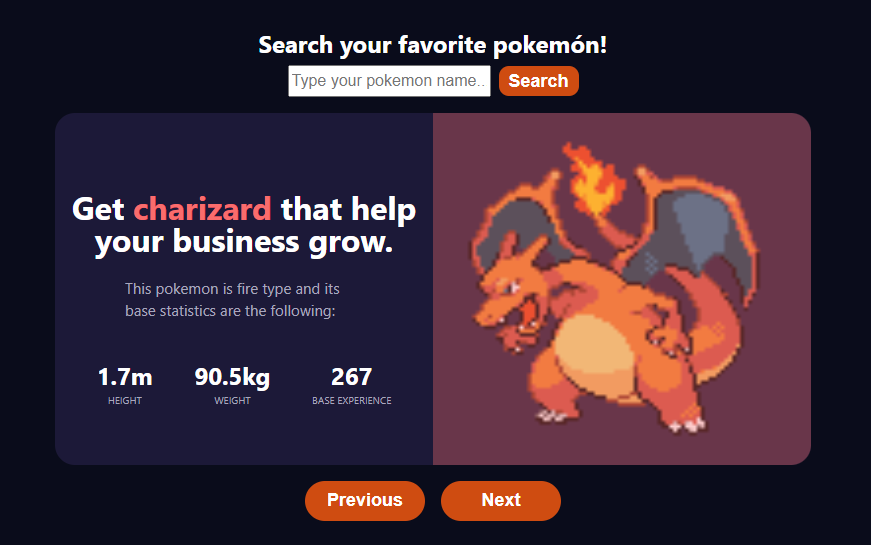 Search your favorite pokemón!
Type your pokemon name..
Search
Get charizard that help
your business grow.
This pokemon is fire type and its
base statistics are the following:
1.7m 90.5kg 267
HEIGHT WEIGHT BASE EXPERIENCE
Previous Next